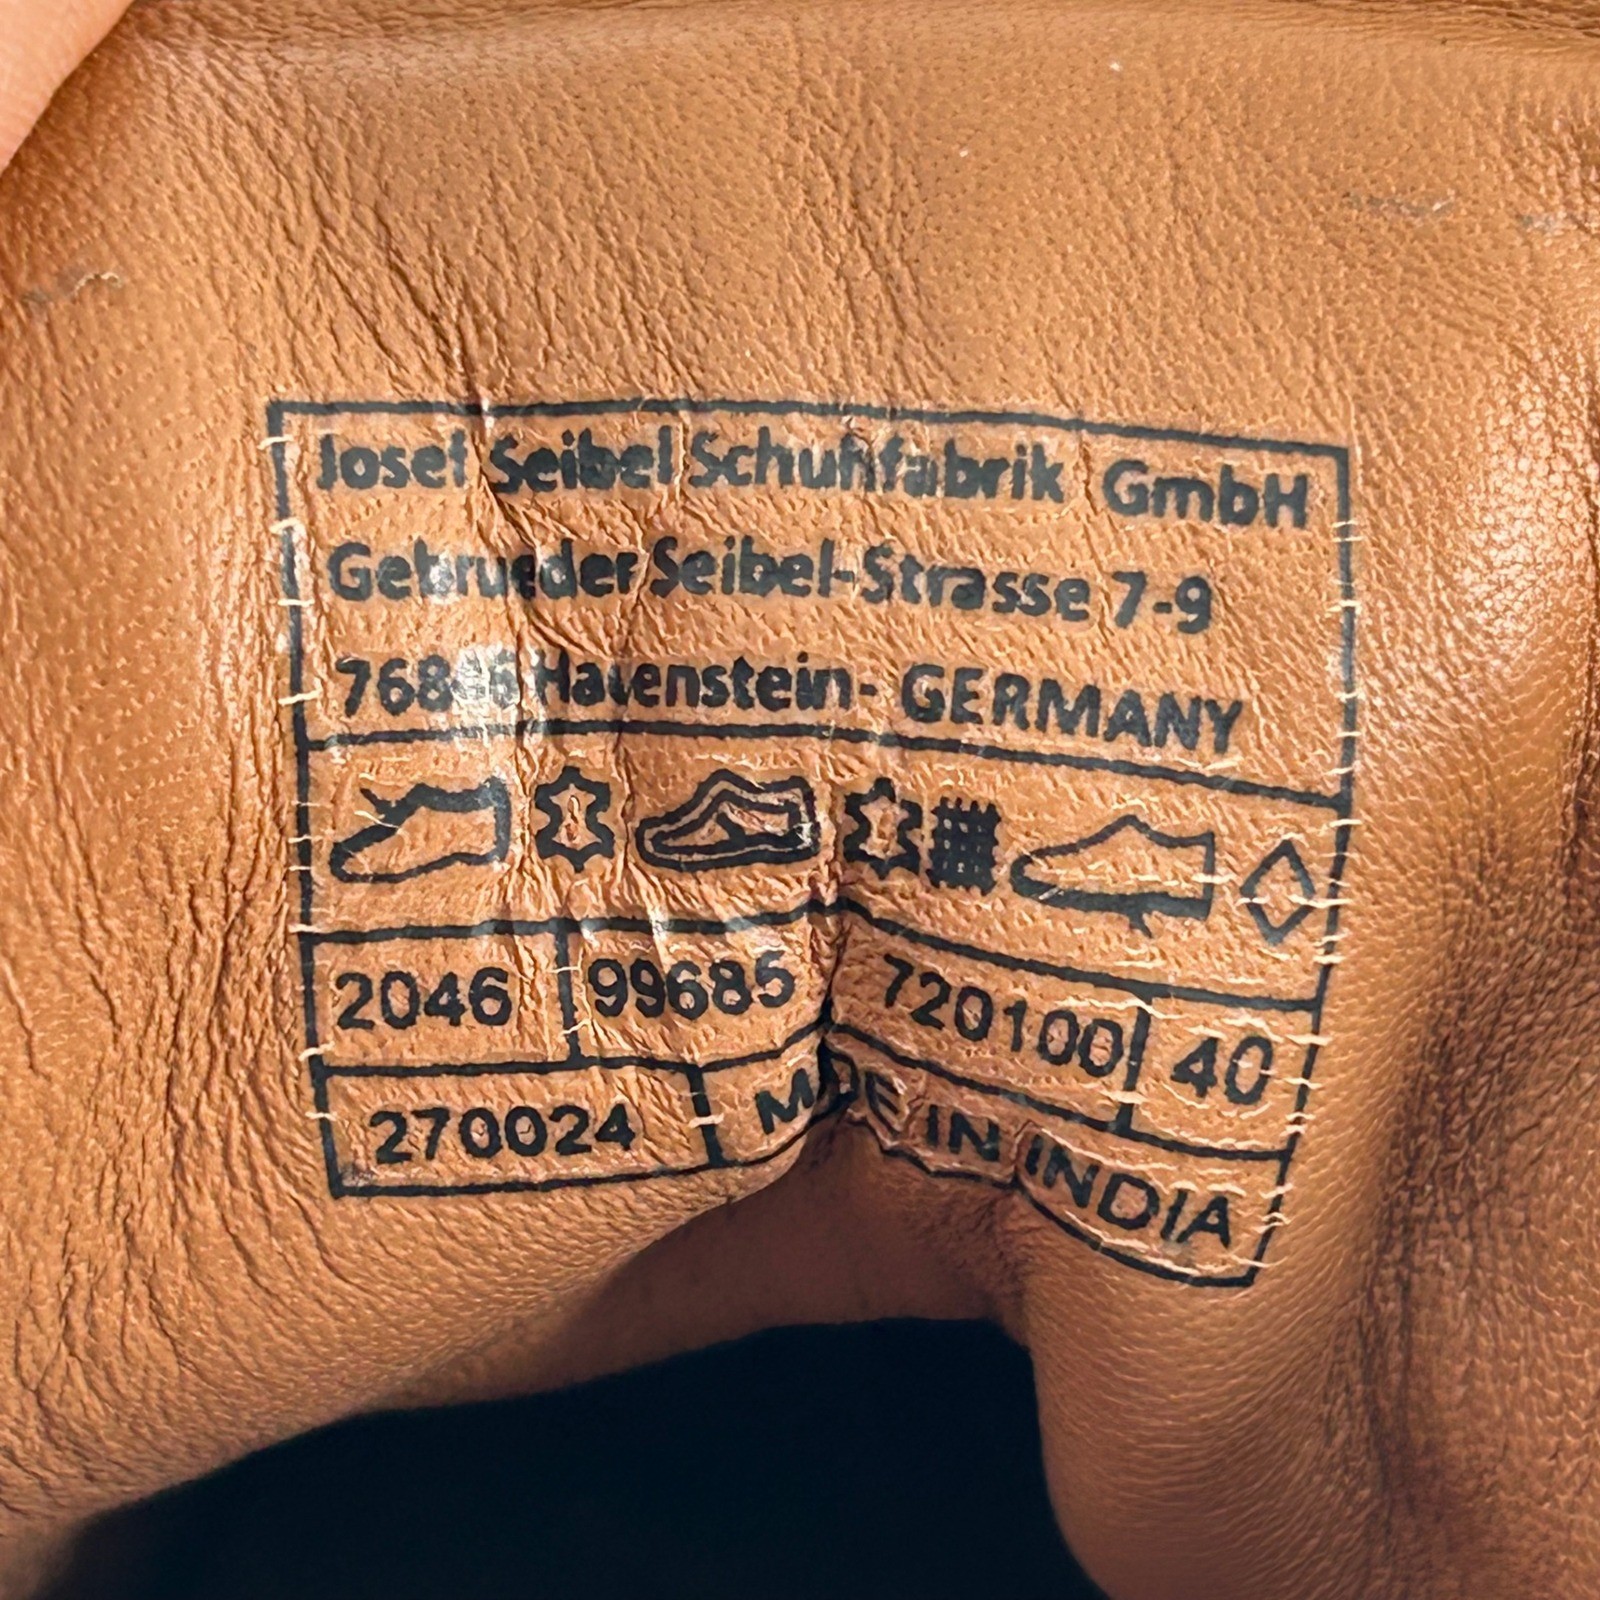 Josef Seibel Schuhfabrik GmbH
Gebrueder Seibel-Strasse 7-9
76846 Hauenstein - GERMANY
2046 99685 720100 40
270024 MADE IN INDIA